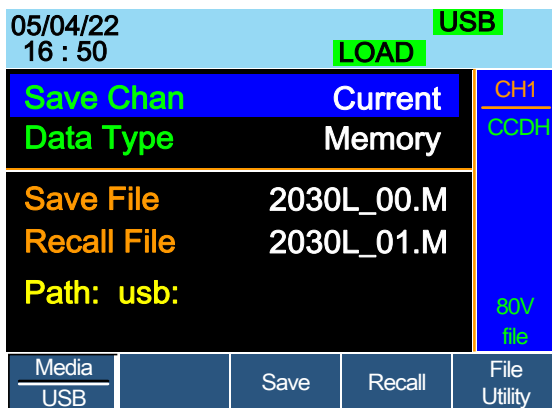 05/04/22 USB
16 : 50 LOAD
Save Chan Current
Data Type Memory
Save File 2030L_00.M
Recall File 2030L_01.M
Path: usb:
CH1
CCDH
80V
file
Media
USB
Save
Recall
File
Utility